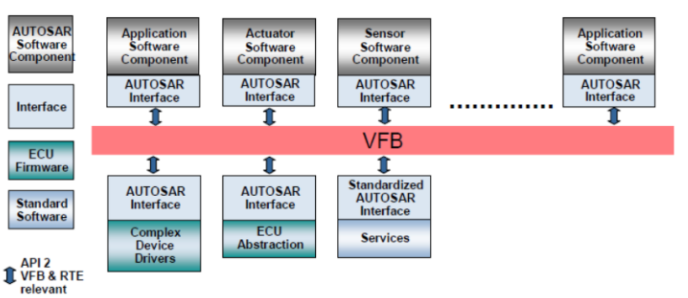 AUTOSAR
Software
Component
Interface
ECU
Firmware
Standard
Software
API 2
VFB & RTE
relevant
Application
Software
Component
AUTOSAR
Interface
Actuator
Software
Component
AUTOSAR
Interface
Sensor
Software
Component
AUTOSAR
Interface
Application
Software
Component
AUTOSAR
Interface
VFB
AUTOSAR
Interface
Complex
Device
Drivers
AUTOSAR
Interface
ECU
Abstraction
Standardized
AUTOSAR
Interface
Services